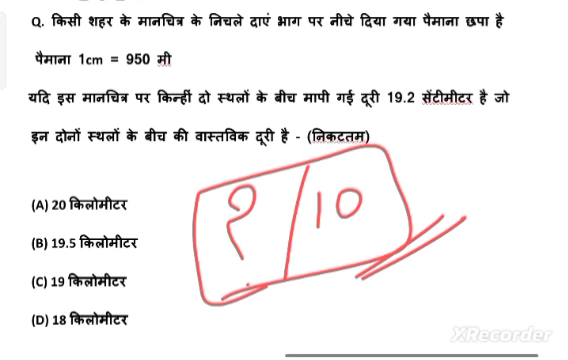 Q. किसी शहर के मानचित्र के निचले दाएं भाग पर नीचे दिया गया पैमाना छपा है
पैमाना 1cm = 950 मी
यदि इस मानचित्र पर किन्हीं दो स्थलों के बीच मापी गई दूरी 19.2 सेंटीमीटर है जो
इन दोनों स्थलों के बीच की वास्तविक दूरी है - (निकटतम)
(A) 20 किलोमीटर
(B) 19.5 किलोमीटर
(C) 19 किलोमीटर
(D) 18 किलोमीटर
? / 10
XRecorder